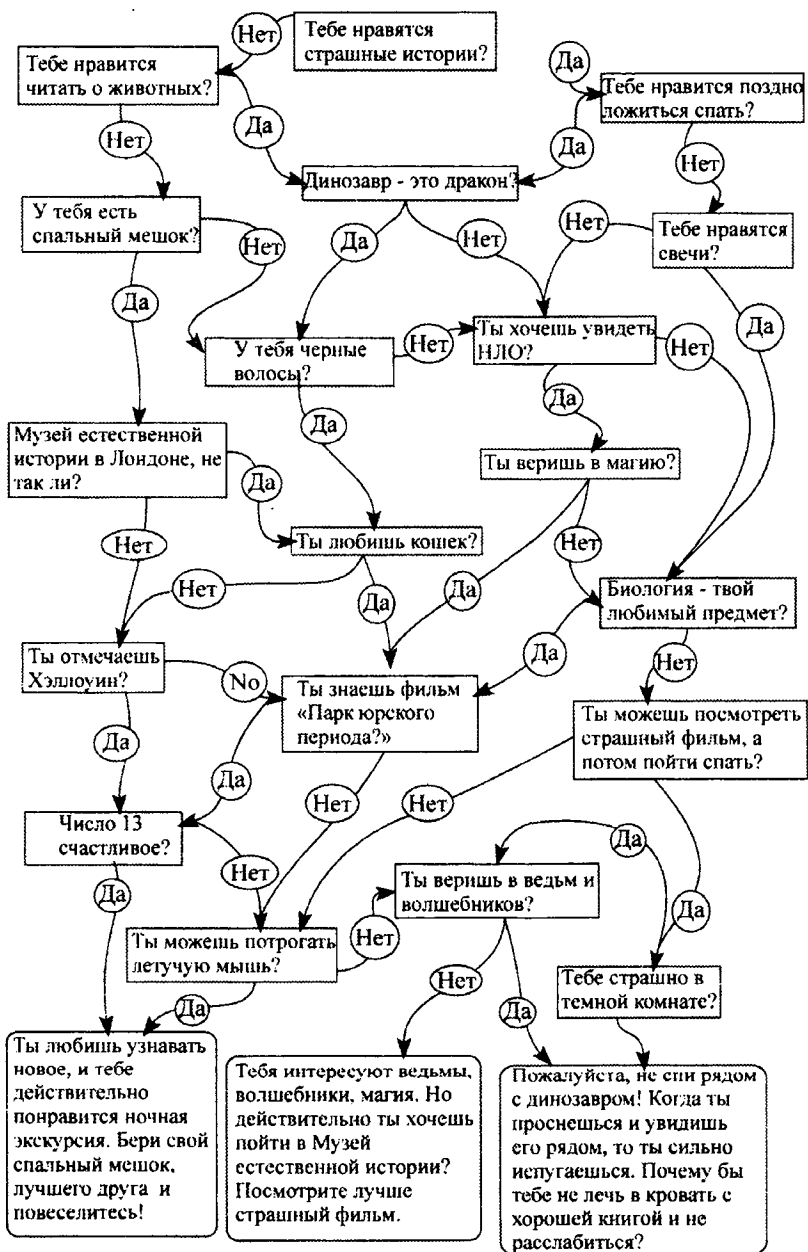 Нет
Тебе нравятся
страшные истории?
Тебе нравится
читать о животных?
Да
Тебе нравится поздно
ложиться спать?
Да
Да
Нет
Нет
Динозавр - это дракон?
У тебя есть
спальный мешок?
Нет
Да
Нет
Нет
Тебе нравятся
свечи?
Да
У тебя черные
волосы?
Нет
Ты хочешь увидеть
НЛО?
Нет
Да
Да
Да
Музей естественной
истории в Лондоне, не
так ли?
Да
Ты веришь в магию?
Нет
Ты любишь кошек?
Нет
Нет
Да
Да
Биология - твой
любимый предмет?
Ты отмечаешь
Хэллоуин?
No
Ты знаешь фильм
«Парк юрского
периода?»
Да
Нет
Ты можешь посмотреть
страшный фильм, а
потом пойти спать?
Да
Да
Нет
Нет
Число 13
счастливое?
Нет
Ты веришь в ведьм и
волшебников?
Да
Да
Да
Ты можешь потрогать
летучую мышь?
Нет
Нет
Тебе страшно в
темной комнате?
Да
Да
Ты любишь узнавать
новое, и тебе
действительно
понравится ночная
экскурсия. Бери свой
спальный мешок,
лучшего друга и
повеселитесь!
Тебя интересуют ведьмы,
волшебники, магия. Но
действительно ты хочешь
пойти в Музей
естественной истории?
Посмотрите лучше
страшный фильм.
Пожалуйста, не спи рядом
с динозавром! Когда ты
проснешься и увидишь
его рядом, то ты сильно
испугаешься. Почему бы
тебе не лечь в кровать с
хорошей книгой и не
расслабиться?